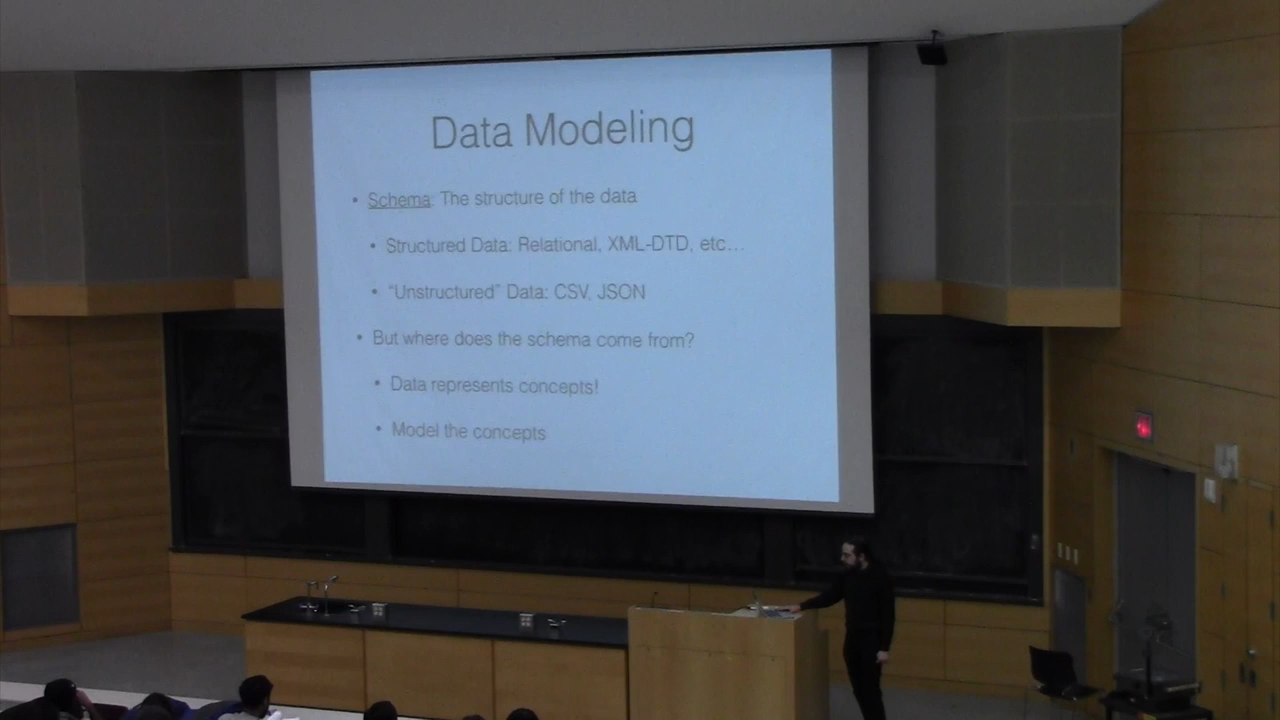 Data Modeling
• Schema: The structure of the data
• Structured Data: Relational, XML-DTD, etc…
• “Unstructured” Data: CSV, JSON
• But where does the schema come from?
• Data represents concepts!
• Model the concepts